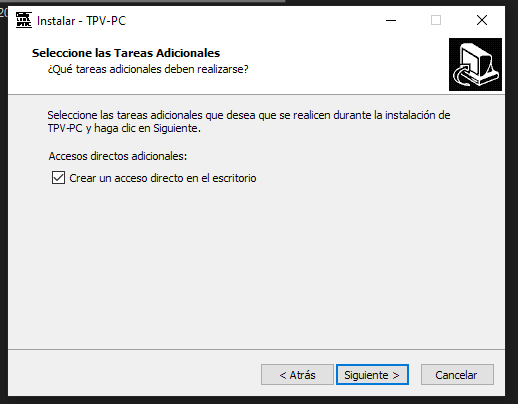 Instalar - TPV-PC
Seleccione las Tareas Adicionales
¿Qué tareas adicionales deben realizarse?
Seleccione las tareas adicionales que desea que se realicen durante la instalación de
TPV-PC y haga clic en Siguiente.
Accesos directos adicionales:
Crear un acceso directo en el escritorio
< Atrás
Siguiente >
Cancelar